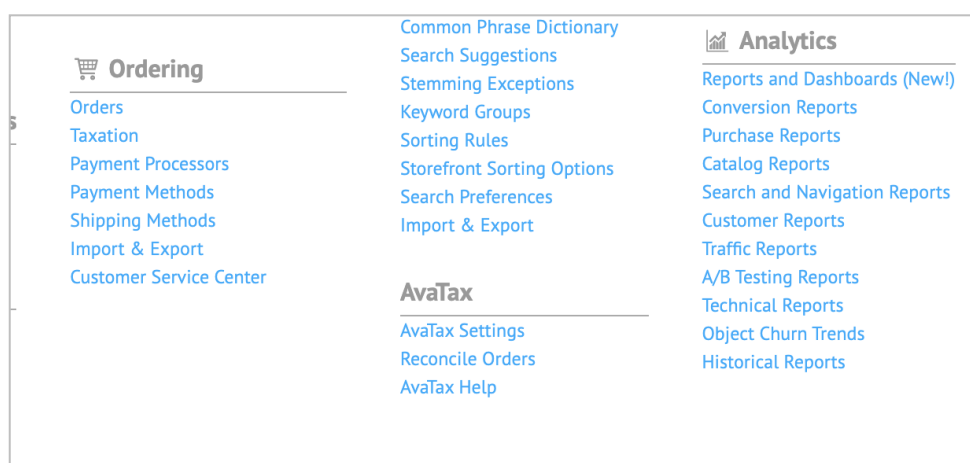 Ordering
Orders
Taxation
Payment Processors
Payment Methods
Shipping Methods
Import & Export
Customer Service Center
Common Phrase Dictionary
Search Suggestions
Stemming Exceptions
Keyword Groups
Sorting Rules
Storefront Sorting Options
Search Preferences
Import & Export
AvaTax
AvaTax Settings
Reconcile Orders
AvaTax Help
Analytics
Reports and Dashboards (New!)
Conversion Reports
Purchase Reports
Catalog Reports
Search and Navigation Reports
Customer Reports
Traffic Reports
A/B Testing Reports
Technical Reports
Object Churn Trends
Historical Reports